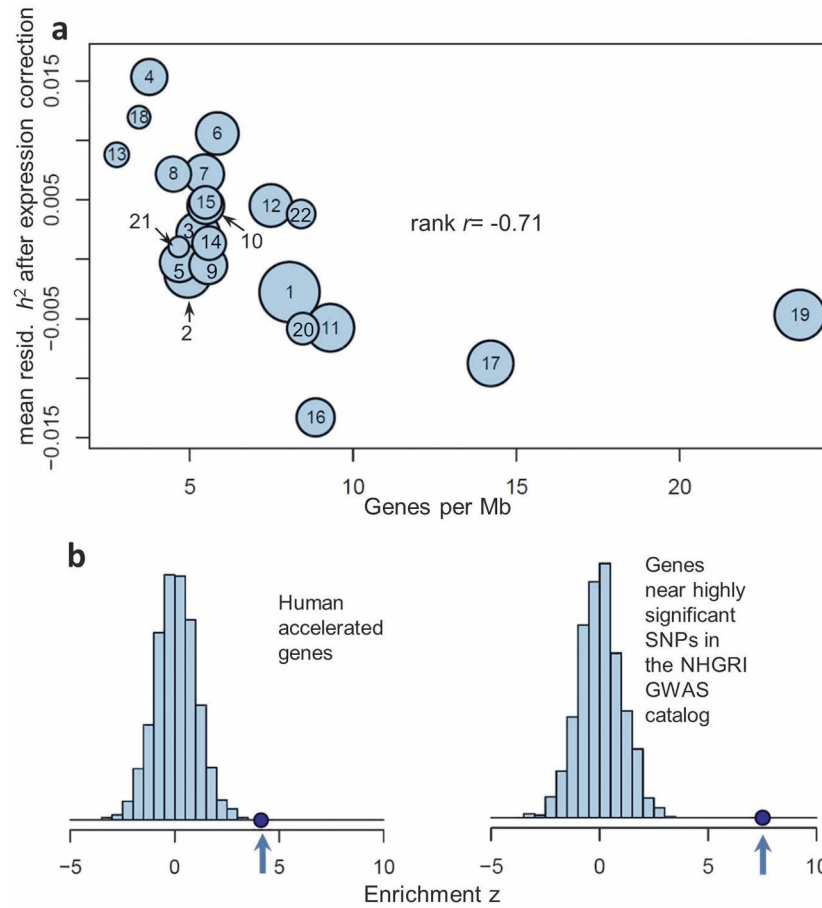 a
mean resid. h² after expression correction
0.015
0.005
-0.005
-0.015
4
18
13
6
8
7
15
12
22
21
3
10
14
5
9
2
1
20
11
16
17
19
rank r= -0.71
5
10
15
20
Genes per Mb
b
Human
accelerated
genes
Genes
near highly
significant
SNPs in
the NHGRI
GWAS
catalog
−5
0
5
10
−5
0
5
10
Enrichment z